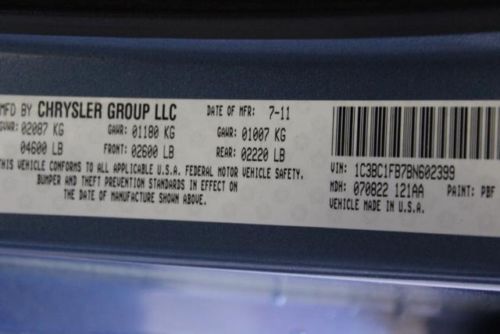 MFD BY CHRYSLER GROUP LLC DATE OF MFR: 7-11
GVWR: 02087 KG GAWR: 01180 KG GAWR: 01007 KG
04600 LB FRONT: 02600 LB REAR: 02220 LB
THIS VEHICLE CONFORMS TO ALL APPLICABLE U.S.A. FEDERAL MOTOR VEHICLE SAFETY,
BUMPER AND THEFT PREVENTION STANDARDS IN EFFECT ON
THE DATE OF MANUFACTURE SHOWN ABOVE.
VIN: 1C3BC1FB7BN602399
MDH: 070822 121AA PAINT: PBF
MADE IN U.S.A.